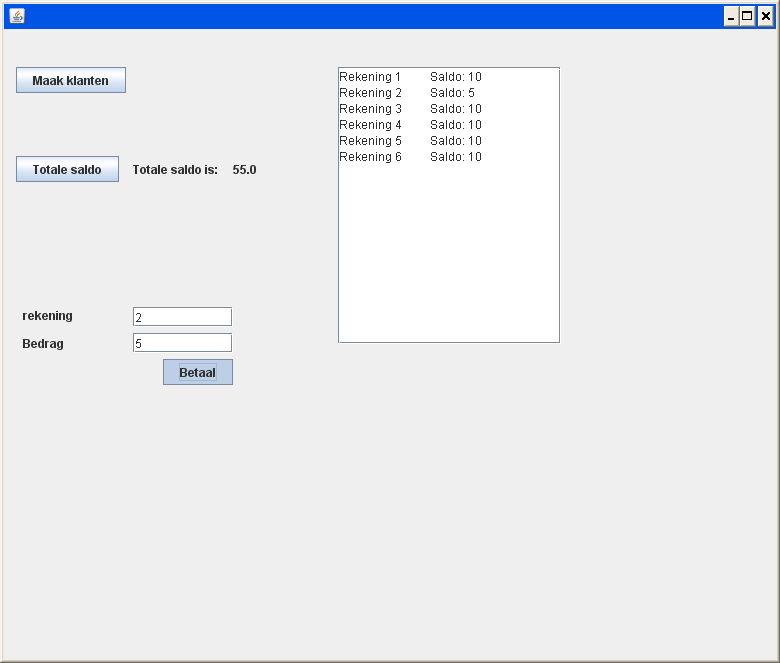 Maak klanten
Totale saldo
Totale saldo is: 55.0
rekening
2
Bedrag
5
Betaal
Rekening 1 Saldo: 10
Rekening 2 Saldo: 5
Rekening 3 Saldo: 10
Rekening 4 Saldo: 10
Rekening 5 Saldo: 10
Rekening 6 Saldo: 10